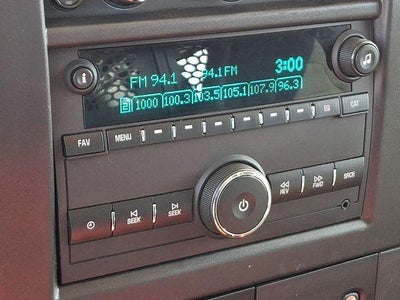 FM 94.1 94.1 FM 3:00
1000 100.3 103.5 105.1 107.9 96.3
FAV MENU EQ CAT
SEEK SEEK REV FWD SRCE